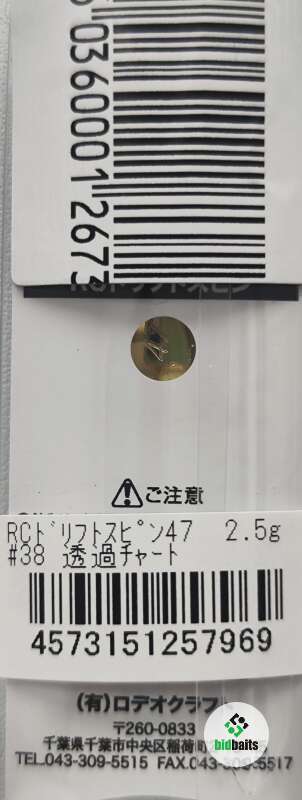 0360001267３
RCドリフトスピン
ご注意
RCﾄﾞﾘﾌﾄｽﾋﾟﾝ47 2.5g
#38 透過ﾁｬｰﾄ
4573151257969
(有)ロデオクラフト
〒260-0833
千葉県千葉市中央区稲荷町
TEL.043-309-5515 FAX.043-309-5517
bidbaits